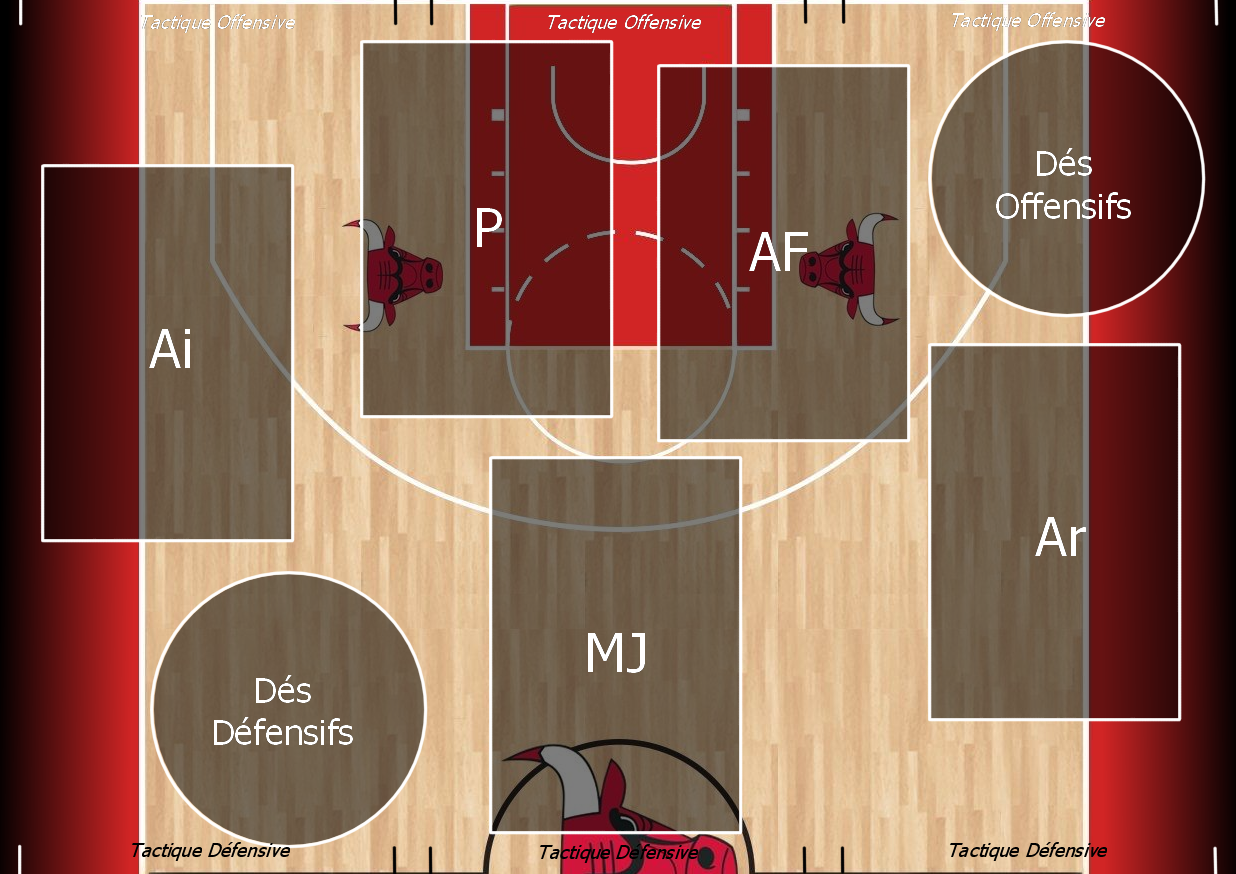 Tactique Offensive
Tactique Offensive
Tactique Offensive
Dés
Offensifs
P
AF
Ai
Ar
MJ
Dés
Défensifs
Tactique Défensive
Tactique Défensive
Tactique Défensive